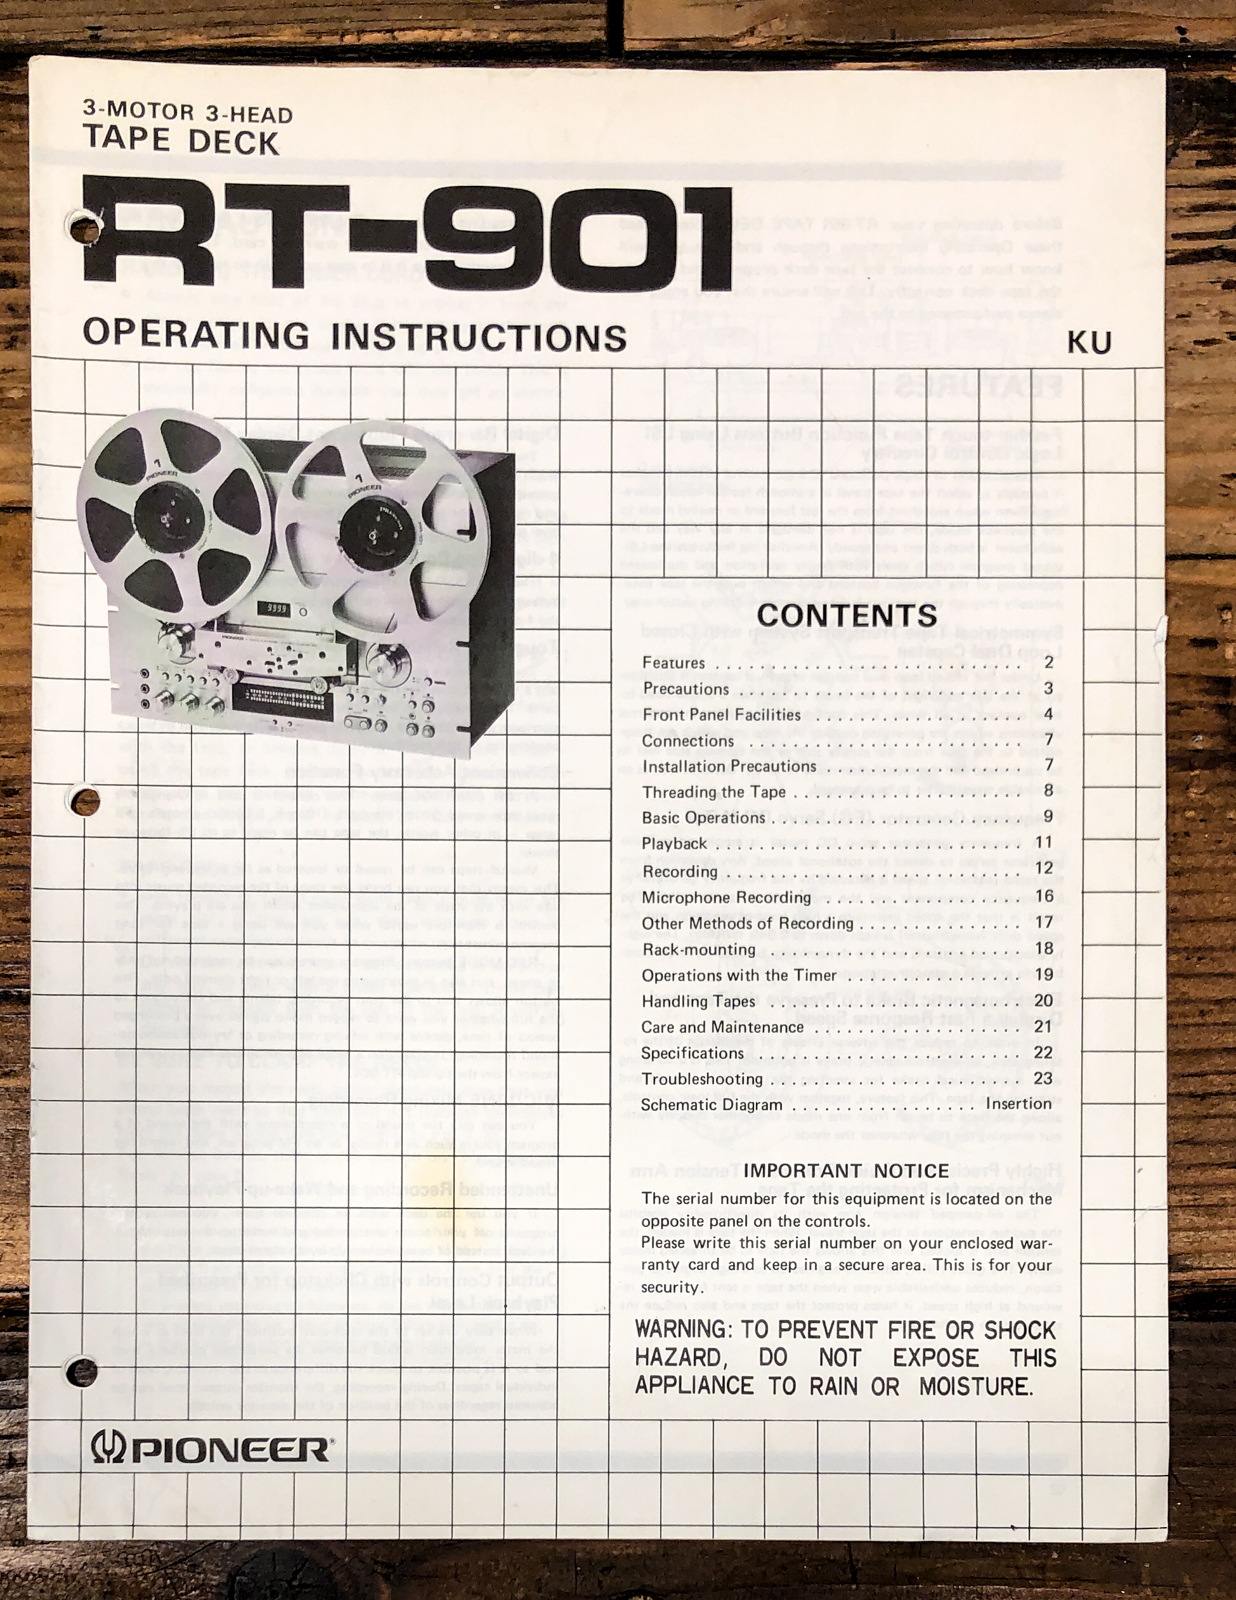 3-MOTOR 3-HEAD
TAPE DECK
RT-901
OPERATING INSTRUCTIONS
KU
PIONEER
PIONEER
9999
CONTENTS
Features . . . . . . . . . . . . . . . . . . . . . . . . . . . . 2
Precautions . . . . . . . . . . . . . . . . . . . . . . . . . . 3
Front Panel Facilities . . . . . . . . . . . . . . . . . . . 4
Connections . . . . . . . . . . . . . . . . . . . . . . . . . . 7
Installation Precautions . . . . . . . . . . . . . . . . . . 7
Threading the Tape . . . . . . . . . . . . . . . . . . . . . 8
Basic Operations . . . . . . . . . . . . . . . . . . . . . . . 9
Playback . . . . . . . . . . . . . . . . . . . . . . . . . . . . 11
Recording . . . . . . . . . . . . . . . . . . . . . . . . . . . 12
Microphone Recording . . . . . . . . . . . . . . . . . 16
Other Methods of Recording . . . . . . . . . . . . . . . 17
Rack-mounting . . . . . . . . . . . . . . . . . . . . . . . . 18
Operations with the Timer . . . . . . . . . . . . . . . . 19
Handling Tapes . . . . . . . . . . . . . . . . . . . . . . . 20
Care and Maintenance . . . . . . . . . . . . . . . . . . . 21
Specifications . . . . . . . . . . . . . . . . . . . . . . . . 22
Troubleshooting . . . . . . . . . . . . . . . . . . . . . . . 23
Schematic Diagram . . . . . . . . . . . . . . . . . Insertion
IMPORTANT NOTICE
The serial number for this equipment is located on the
opposite panel on the controls.
Please write this serial number on your enclosed war-
ranty card and keep in a secure area. This is for your
security.
WARNING: TO PREVENT FIRE OR SHOCK
HAZARD, DO NOT EXPOSE THIS
APPLIANCE TO RAIN OR MOISTURE.
PIONEER®